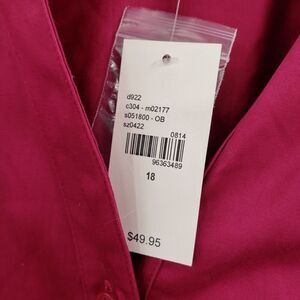 d922
c304 - m02177
s051800 - OB
sz0422
0814
96363489
18
$49.95